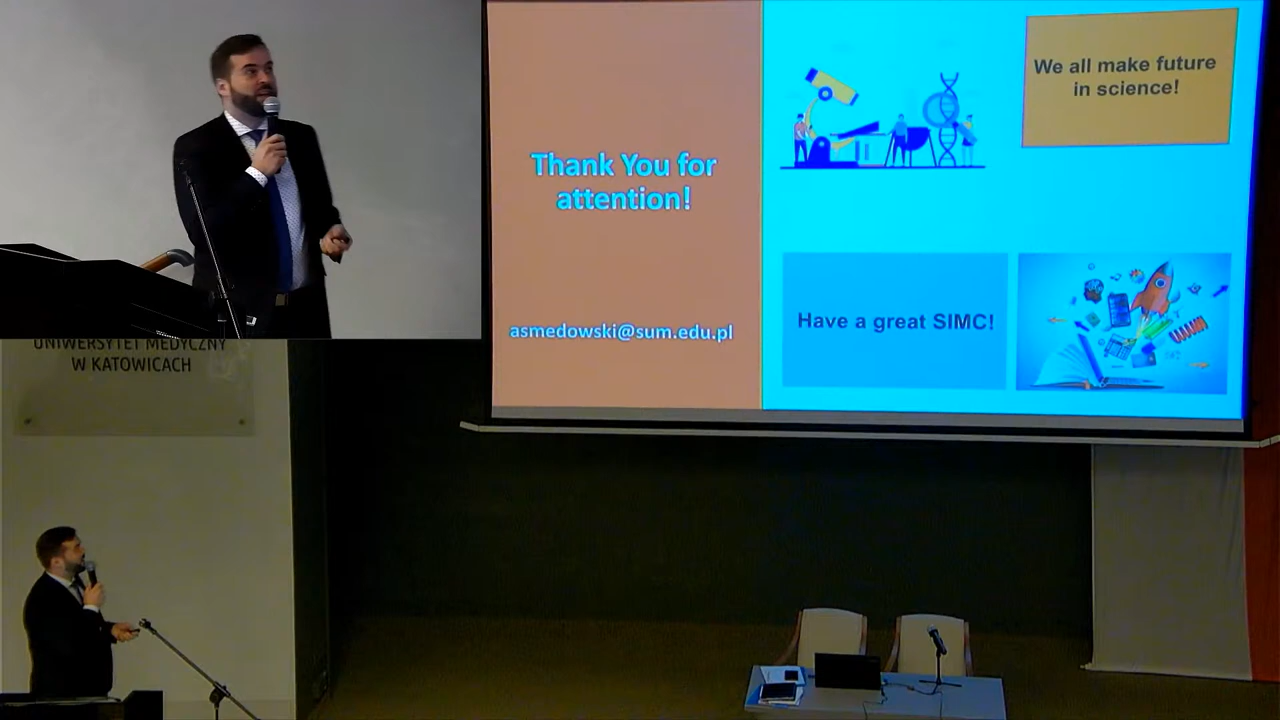 UNIWERSYTET MEDYCZNY
W KATOWICACH
Thank You for
attention!
asmedowski@sum.edu.pl
We all make future
in science!
Have a great SIMC!